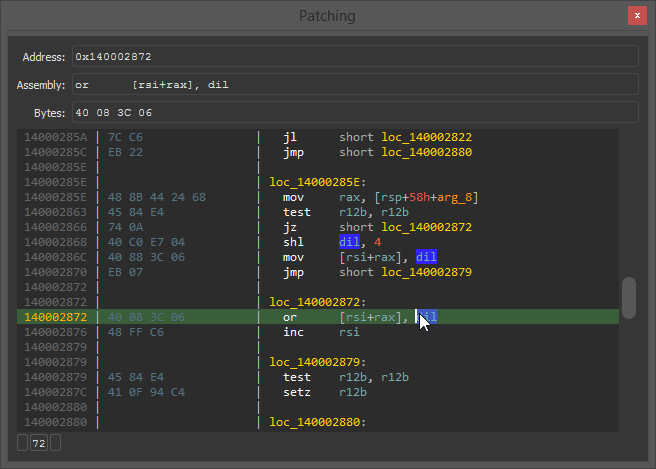 Patching
x
Address: 0x140002872
Assembly: or [rsi+rax], dil
Bytes: 40 08 3C 06
14000285A | 7C C6 | jl short loc_140002822
14000285C | EB 22 | jmp short loc_140002880
14000285E | |
14000285E | | loc_14000285E:
14000285E | 48 8B 44 24 68 | mov rax, [rsp+58h+arg_8]
140002863 | 45 84 E4 | test r12b, r12b
140002866 | 74 0A | jz short loc_140002872
140002868 | 40 C0 E7 04 | shl dil, 4
14000286C | 40 88 3C 06 | mov [rsi+rax], dil
140002870 | EB 07 | jmp short loc_140002879
140002872 | |
140002872 | | loc_140002872:
140002872 | 40 08 3C 06 | or [rsi+rax], dil
140002876 | 48 FF C6 | inc rsi
140002879 | |
140002879 | | loc_140002879:
140002879 | 45 84 E4 | test r12b, r12b
14000287C | 41 0F 94 C4 | setz r12b
140002880 | |
140002880 | | loc_140002880:
72